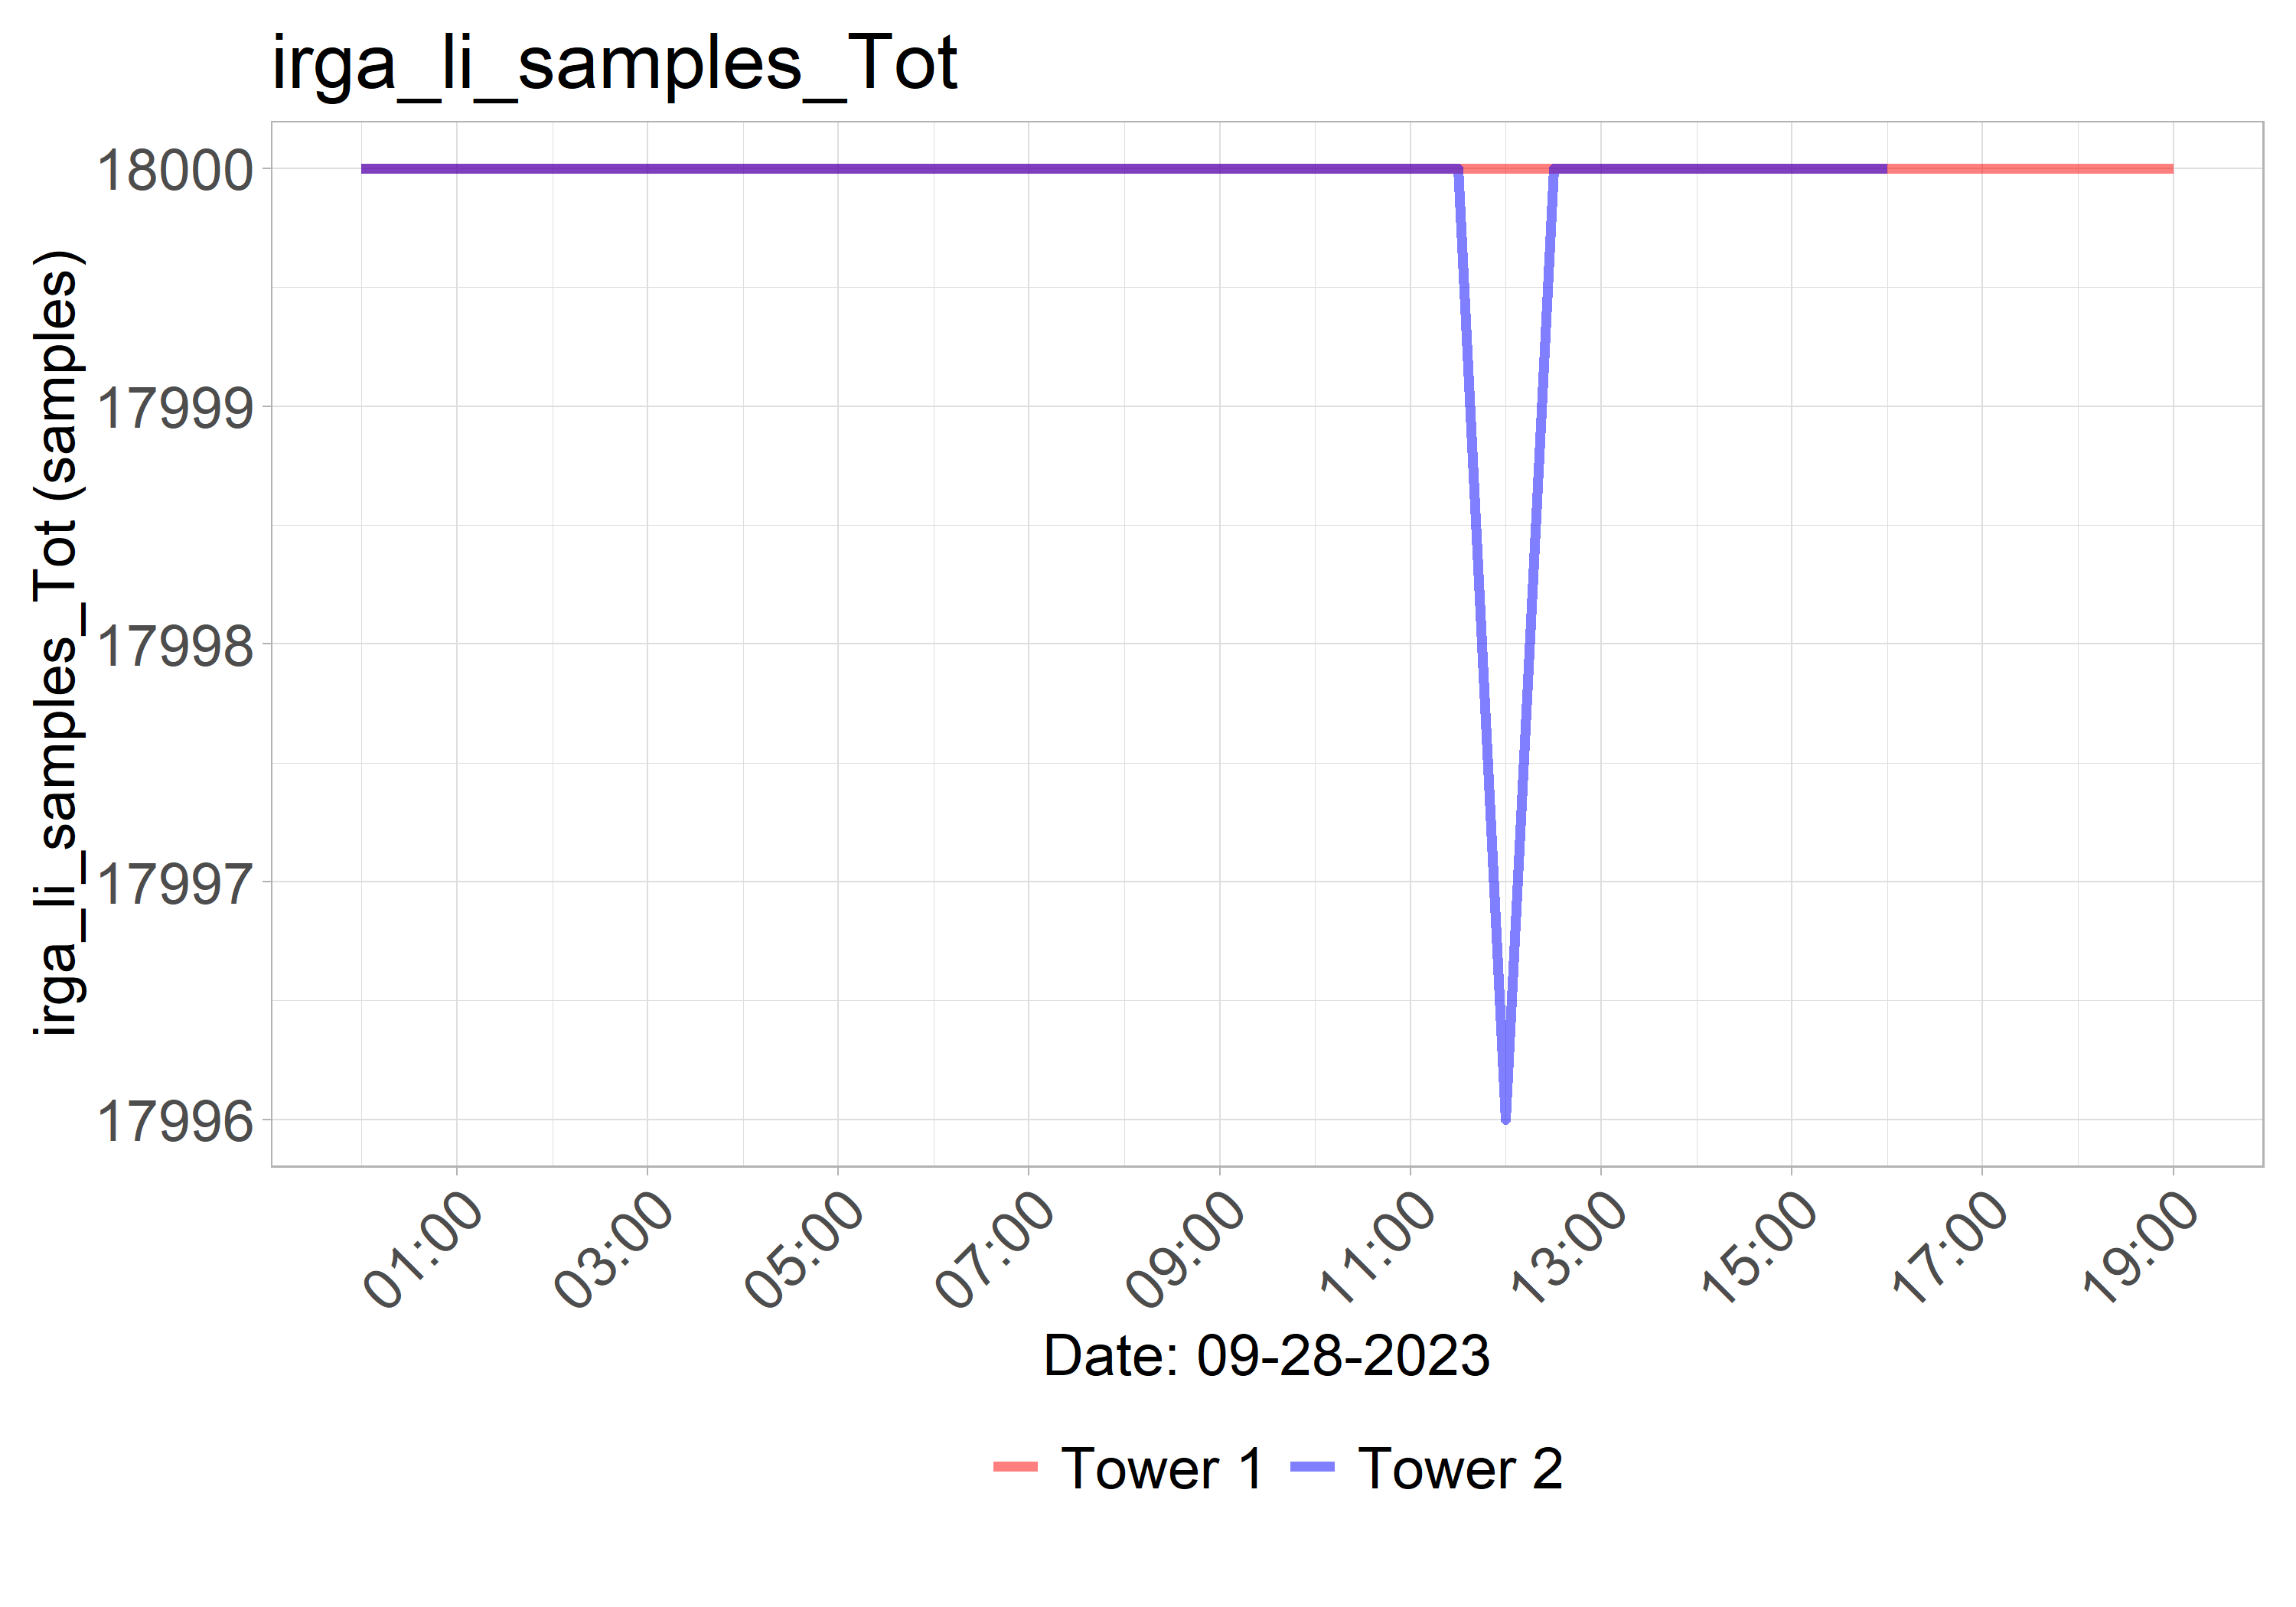 irga_li_samples_Tot
irga_li_samples_Tot (samples)
18000
17999
17998
17997
17996
01:00 03:00 05:00 07:00 09:00 11:00 13:00 15:00 17:00 19:00
Date: 09-28-2023
Tower 1 Tower 2